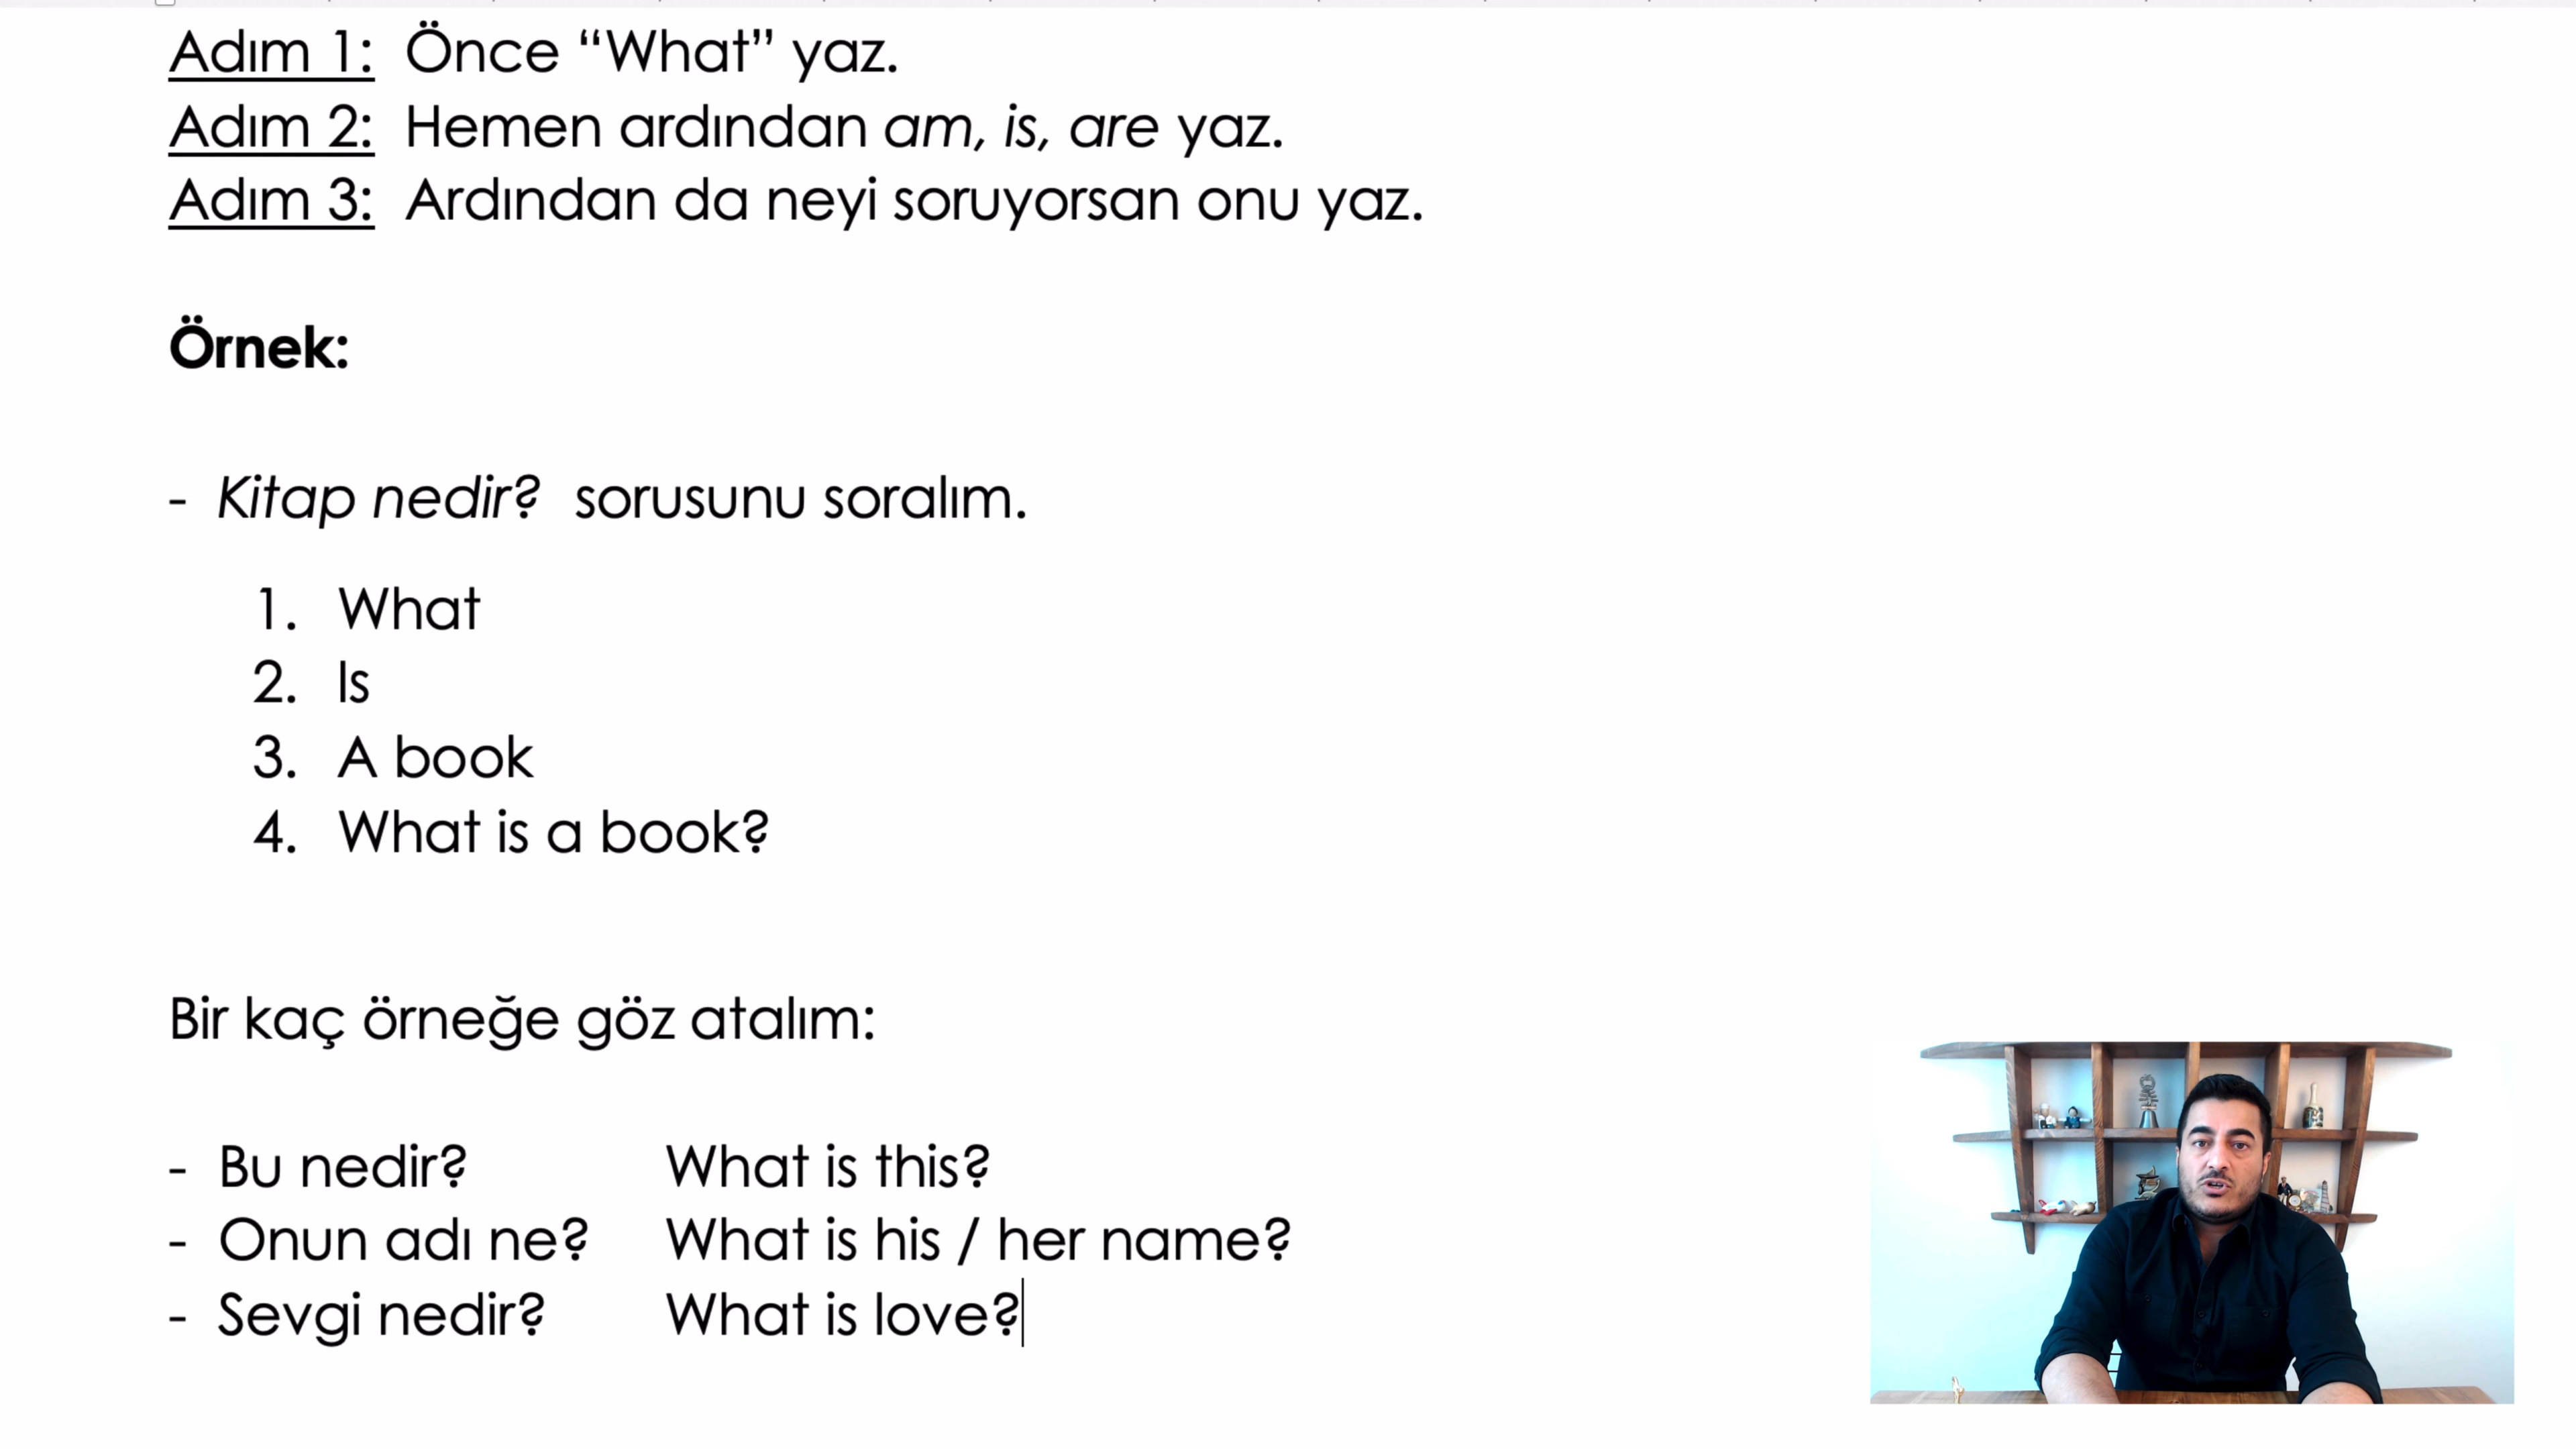 Adım 1: Önce “What” yaz.
Adım 2: Hemen ardından am, is, are yaz.
Adım 3: Ardından da neyi soruyorsan onu yaz.
Örnek:
- Kitap nedir? sorusunu soralım.
1. What
2. Is
3. A book
4. What is a book?
Bir kaç örneğe göz atalım:
- Bu nedir? What is this?
- Onun adı ne? What is his / her name?
- Sevgi nedir? What is love?